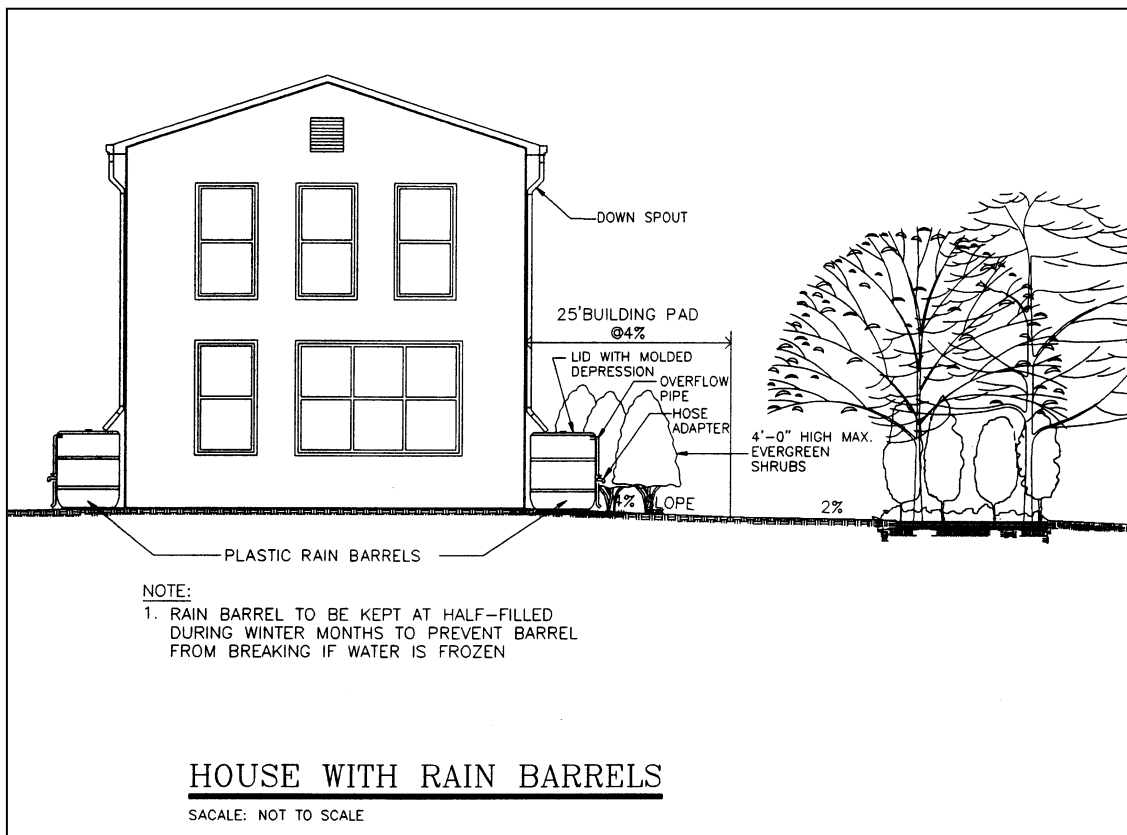 DOWN SPOUT
25'BUILDING PAD
@4%
LID WITH MOLDED
DEPRESSION
OVERFLOW
PIPE
HOSE
ADAPTER
4'-0" HIGH MAX.
EVERGREEN
SHRUBS
4% LOPE
2%
PLASTIC RAIN BARRELS
NOTE:
1. RAIN BARREL TO BE KEPT AT HALF-FILLED
DURING WINTER MONTHS TO PREVENT BARREL
FROM BREAKING IF WATER IS FROZEN
HOUSE WITH RAIN BARRELS
SACALE: NOT TO SCALE